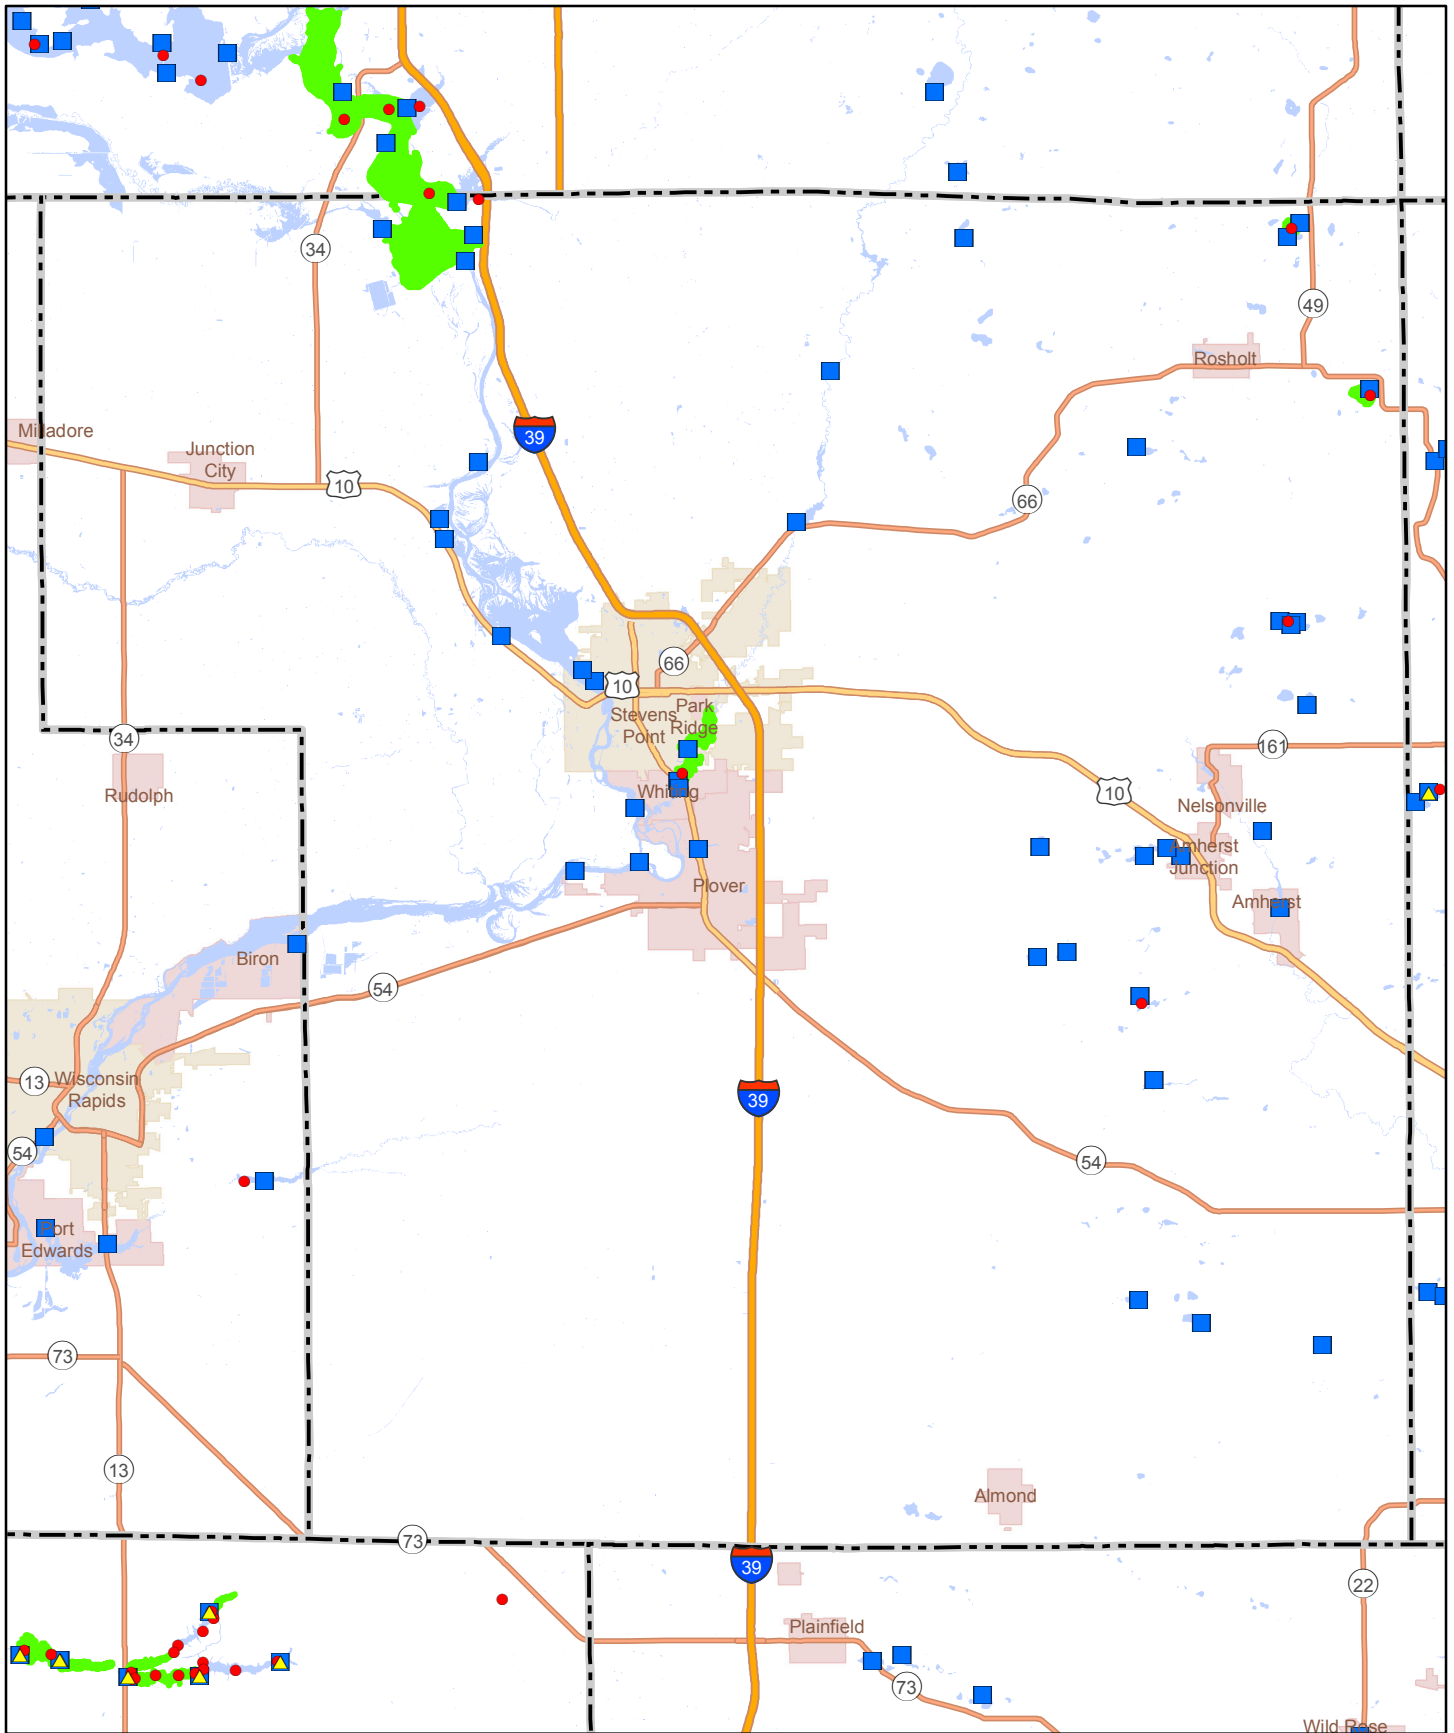 34
49
Rosholt
39
Milladore
Junction
City
10
66
66
10
Park
Ridge
Stevens
Point
34
161
Rudolph
Whiting
10
Nelsonville
Amherst
Junction
Plover
Amherst
Biron
54
13
Wisconsin
Rapids
39
54
54
Port
Edwards
73
13
Almond
73
39
22
Plainfield
73
Wild Rose